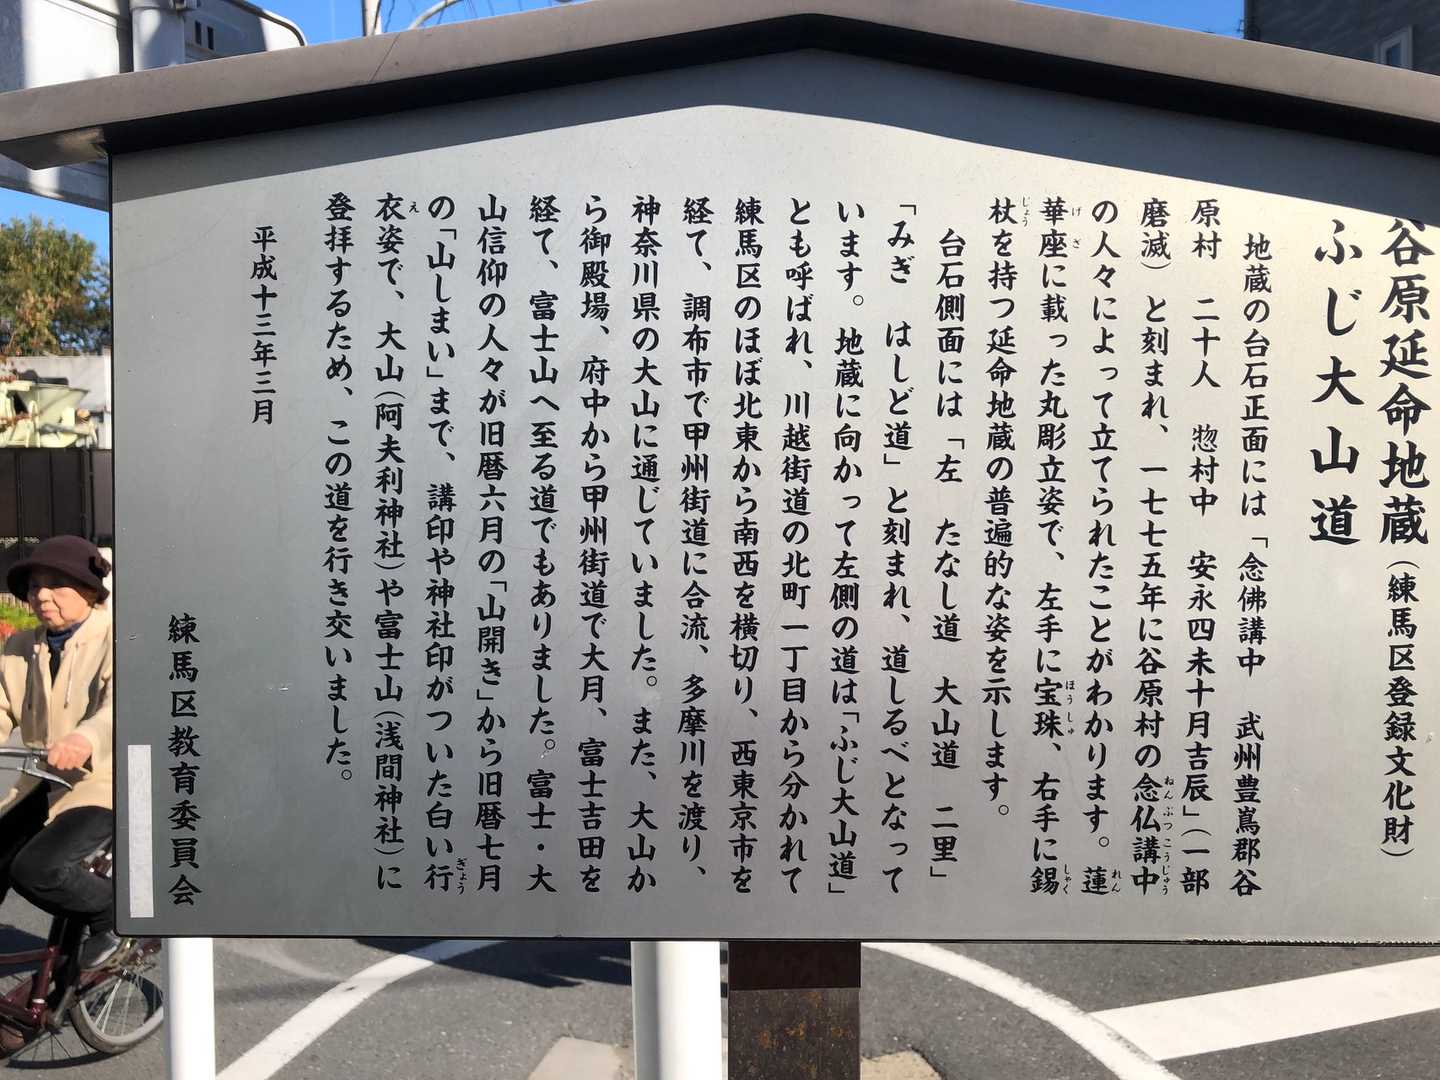 谷原延命地蔵(練馬区登録文化財)
ふじ大山道
地蔵の台石正面には「念佛講中　武州豊嶌郡谷
原村　二十人　惣村中　安永四未十月吉辰」(一部
磨滅)と刻まれ、一七七五年に谷原村の念仏講中
の人々によって立てられたことがわかります。蓮
華座に載った丸彫立姿で、左手に宝珠、右手に錫
杖を持つ延命地蔵の普遍的な姿を示します。
台石側面には「左　たなし道　大山道　二里」
「みぎ　はしど道」と刻まれ、道しるべとなって
います。地蔵に向かって左側の道は「ふじ大山道」
とも呼ばれ、川越街道の北町一丁目から分かれて
練馬区のほぼ北東から南西を横切り、西東京市を
経て、調布市で甲州街道に合流、多摩川を渡り、
神奈川県の大山に通じていました。また、大山か
ら御殿場、府中から甲州街道で大月、富士吉田を
経て、富士山へ至る道でもありました。富士・大
山信仰の人々が旧暦六月の「山開き」から旧暦七月
の「山しまい」まで、講印や神社印がついた白い行
衣姿で、大山(阿夫利神社)や富士山(浅間神社)に
登拝するため、この道を行き交いました。
平成十三年三月
練馬区教育委員会